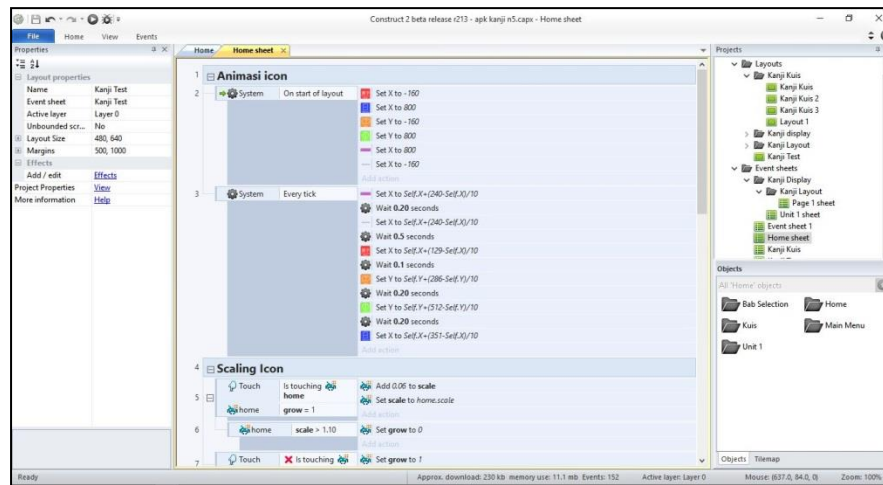 Construct 2 beta release r213 - apk kanji n5.capx - Home sheet
File Home View Events
Properties
Layout properties
Name Kanji Test
Event sheet Kanji Test
Active layer Layer 0
Unbounded scr... No
Layout Size 480, 640
Margins 500, 1000
Effects
Add / edit Effects
Project Properties View
More information Help
Home Home sheet
1 Animasi icon
2 System On start of layout Set X to -160
Set X to 800
Set Y to -160
Set Y to 800
Set X to 800
Set X to -160
Add action
3 System Every tick Set X to Self.X+(240-Self.X)/10
Wait 0.20 seconds
Set X to Self.X+(240-Self.X)/10
Wait 0.5 seconds
Set X to Self.X+(129-Self.X)/10
Wait 0.1 seconds
Set Y to Self.Y+(286-Self.Y)/10
Wait 0.20 seconds
Set Y to Self.Y+(512-Self.Y)/10
Wait 0.20 seconds
Set X to Self.X+(351-Self.X)/10
Add action
4 Scaling Icon
5 Touch Is touching home Add 0.06 to scale
Set scale to home.scale
home grow = 1 Add action
6 home scale > 1.10 Set grow to 0
Add action
7 Touch Is touching Set grow to 1
Projects
Layouts
Kanji Kuis
Kanji Kuis
Kanji Kuis 2
Kanji Kuis 3
Layout 1
Kanji display
Kanji Layout
Kanji Test
Event sheets
Kanji Display
Kanji Layout
Page 1 sheet
Unit 1 sheet
Event sheet 1
Home sheet
Kanji Kuis
Objects
All 'Home' objects
Bab Selection Home
Kuis Main Menu
Unit 1
Objects Tilemap
Ready Approx. download: 230 kb memory use: 11.1 mb Events: 152 Active layer: Layer 0 Mouse: (637.0, 84.0, 0) Zoom: 100%